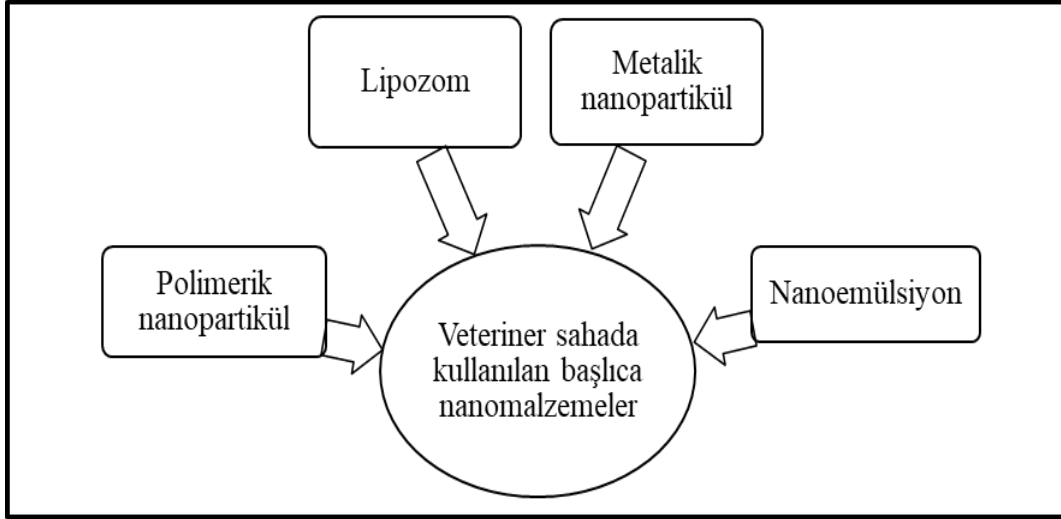 Lipozom
Metalik
nanopartikül
Polimerik
nanopartikül
Nanoemülsiyon
Veteriner sahada
kullanılan başlıca
nanomalzemeler